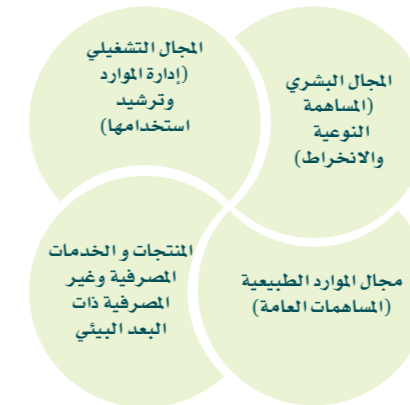 المجال البشري
(المساهمة
النوعية
والانخراط)
المجال التشغيلي
(إدارة الموارد
وترشيد
استخدامها)
مجال الموارد الطبيعية
(المساهمات العامة)
المنتجات و الخدمات
المصرفية وغير
المصرفية ذات
البعد البيئي